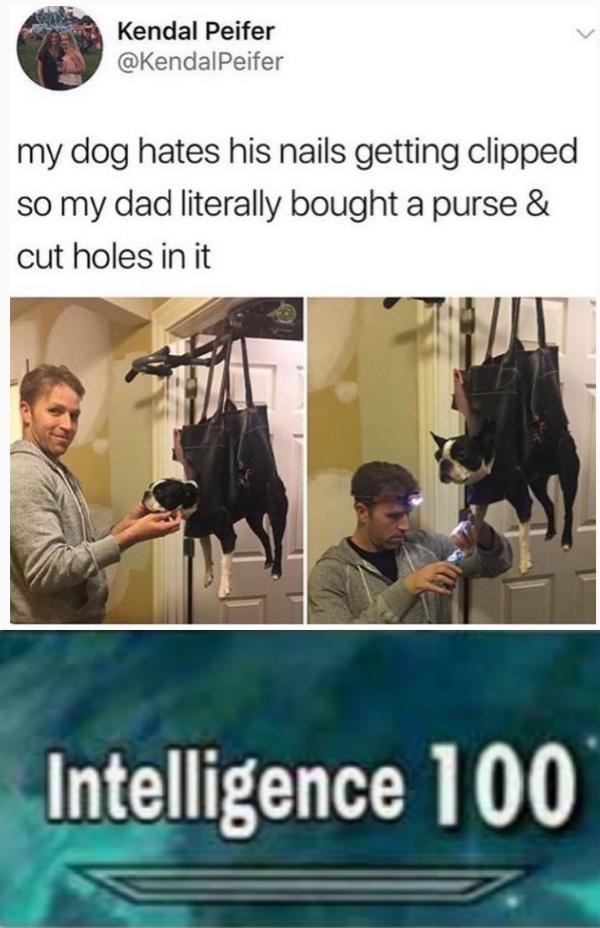 Kendal Peifer
@KendalPeifer
my dog hates his nails getting clipped
so my dad literally bought a purse &
cut holes in it
Intelligence 100